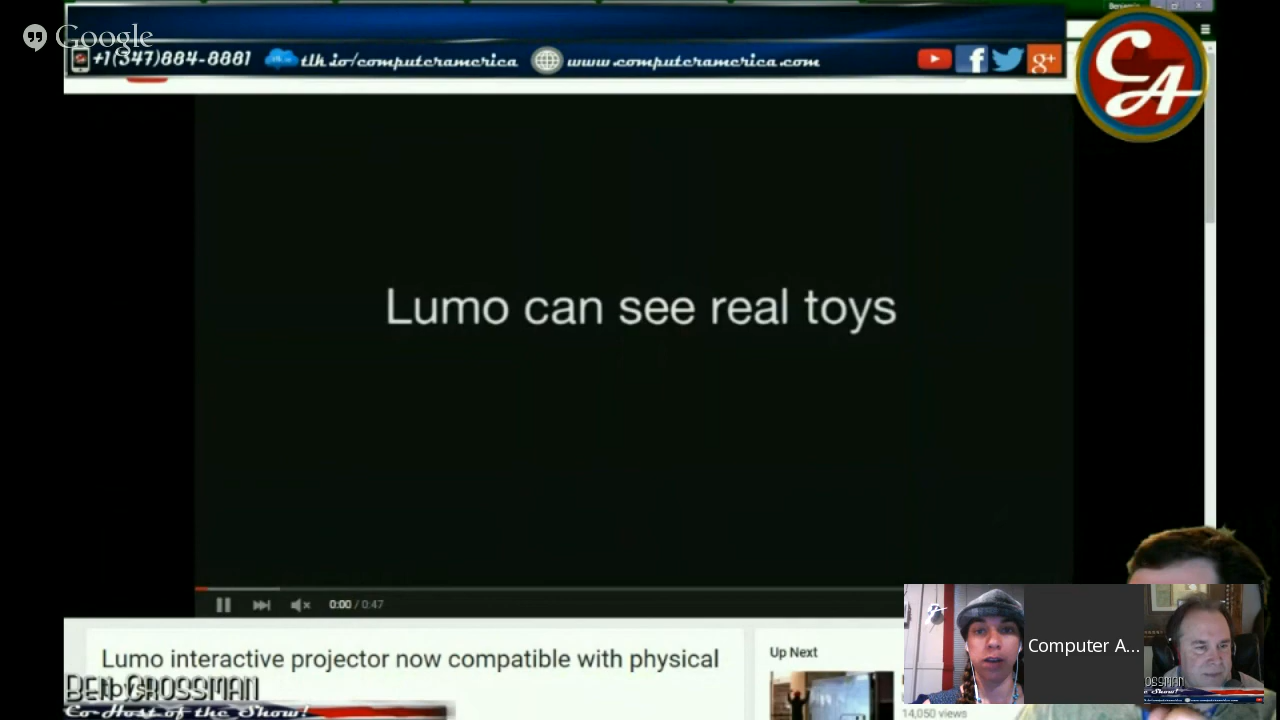 Google
Benjamin
+1(347)884-8881 tlk.io/computeramerica www.computeramerica.com
f g+
CA
Lumo can see real toys
0:00 / 0:47
Lumo interactive projector now compatible with physical
Up Next
BEN CROSSMAN
Co-Host of the Show!
14,050 views
Computer A...